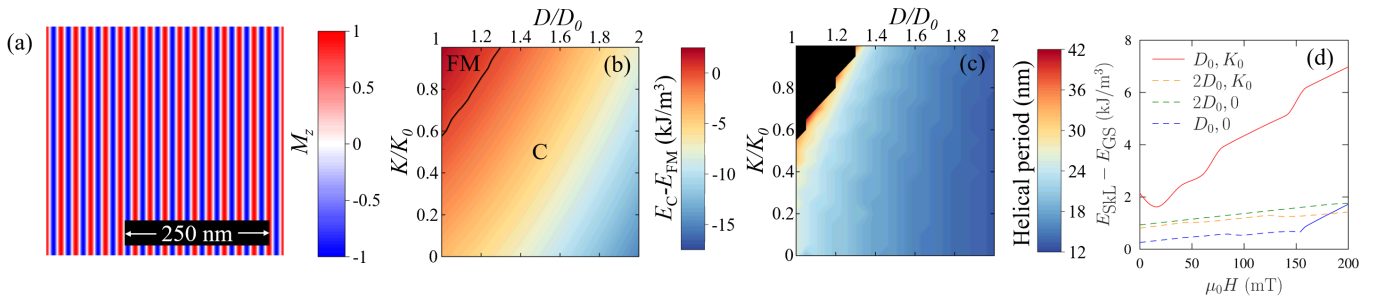 (a)
250 nm
1
0.5
0
-0.5
-1
M_z
D/D_0
1 1.2 1.4 1.6 1.8 2
K/K_0
1
0.8
0.6
0.4
0.2
0
FM
(b)
C
0
−5
−10
−15
E_C-E_FM (kJ/m³)
D/D_0
1 1.2 1.4 1.6 1.8 2
K/K_0
1
0.8
0.6
0.4
0.2
0
(c)
42
36
30
24
18
12
Helical period (nm)
E_SkL − E_GS (kJ/m³)
8
6
4
2
0
D_0, K_0
2D_0, K_0
2D_0, 0
D_0, 0
(d)
0 50 100 150 200
μ_0H (mT)